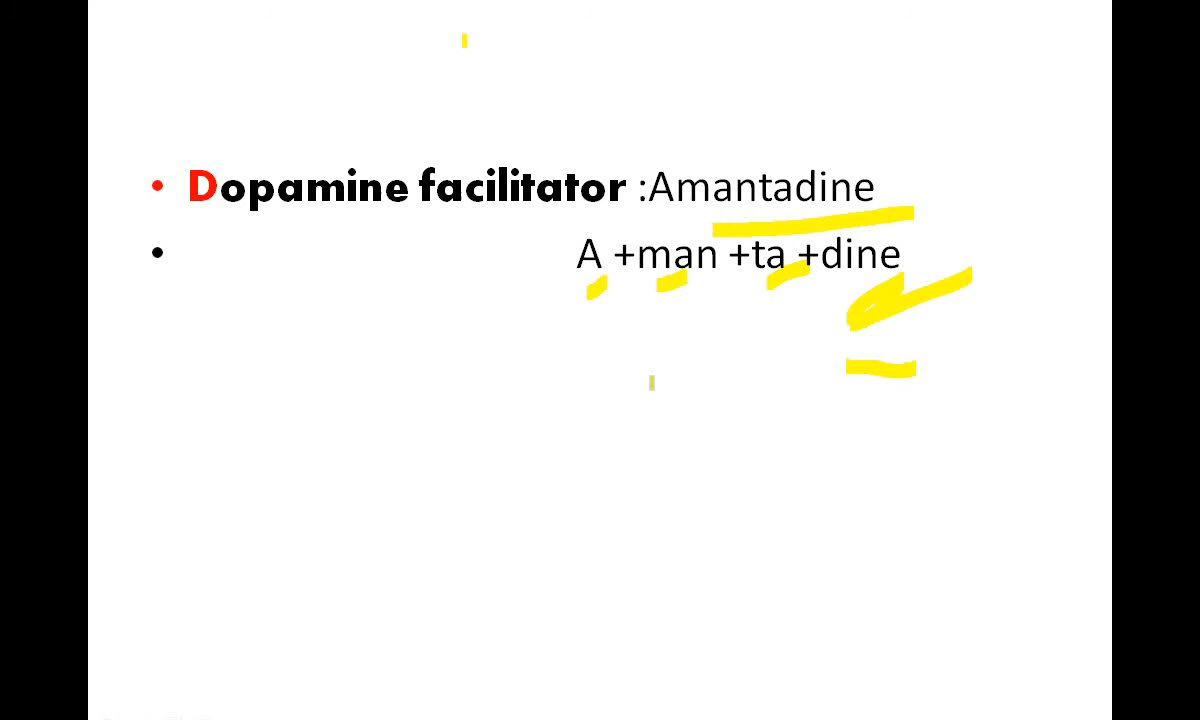 • Dopamine facilitator :Amantadine
• A +man +ta +dine